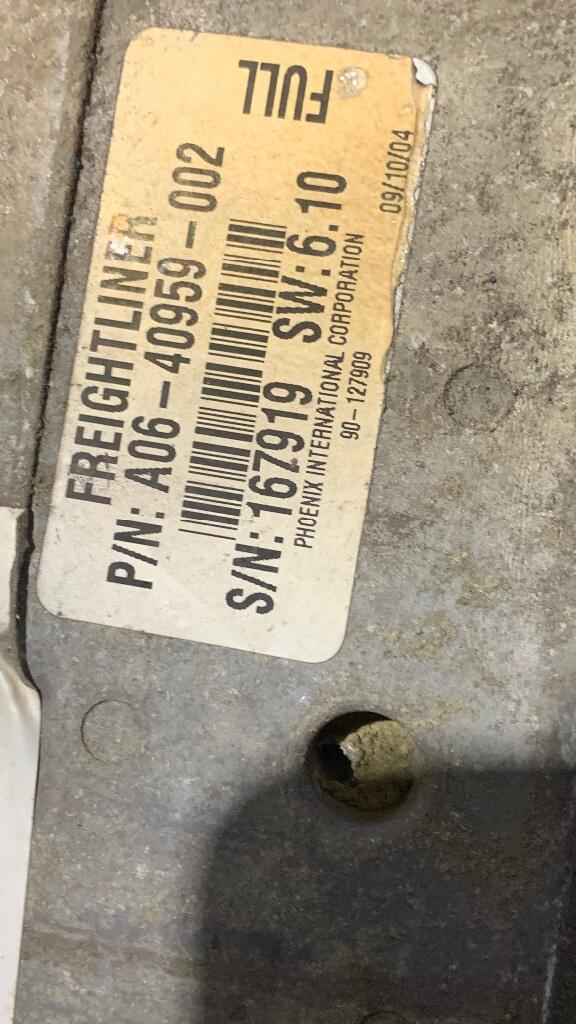 FREIGHTLINER
P/N: A06-40959-002
S/N: 167919 SW: 6.10
PHOENIX INTERNATIONAL CORPORATION
90-127909
09/10/04
FULL